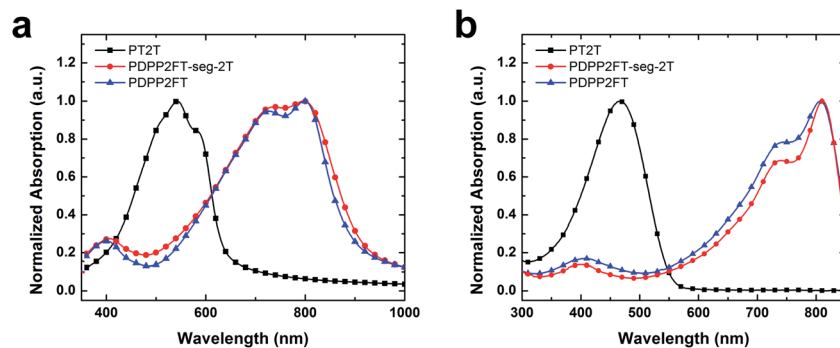 a
PT2T
PDPP2FT-seg-2T
PDPP2FT
Normalized Absorption (a.u.)
1.2
1.0
0.8
0.6
0.4
0.2
0.0
400 600 800 1000
Wavelength (nm)
b
PT2T
PDPP2FT-seg-2T
PDPP2FT
Normalized Absorption (a.u.)
1.2
1.0
0.8
0.6
0.4
0.2
0.0
300 400 500 600 700 800
Wavelength (nm)